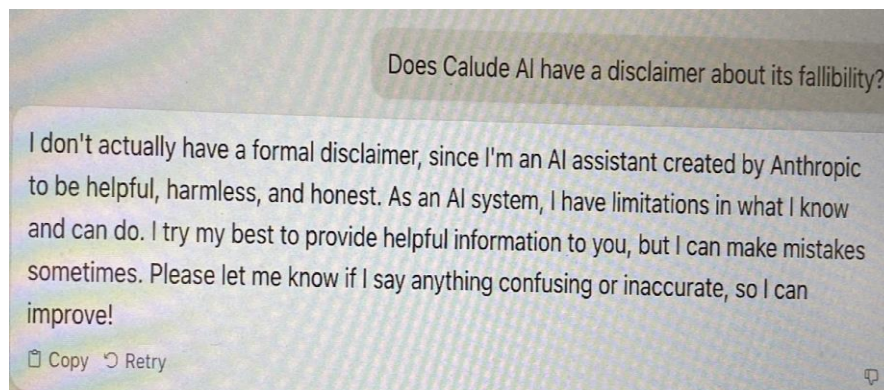 Does Calude AI have a disclaimer about its fallibility?
I don't actually have a formal disclaimer, since I'm an AI assistant created by Anthropic
to be helpful, harmless, and honest. As an AI system, I have limitations in what I know
and can do. I try my best to provide helpful information to you, but I can make mistakes
sometimes. Please let me know if I say anything confusing or inaccurate, so I can
improve!
Copy Retry